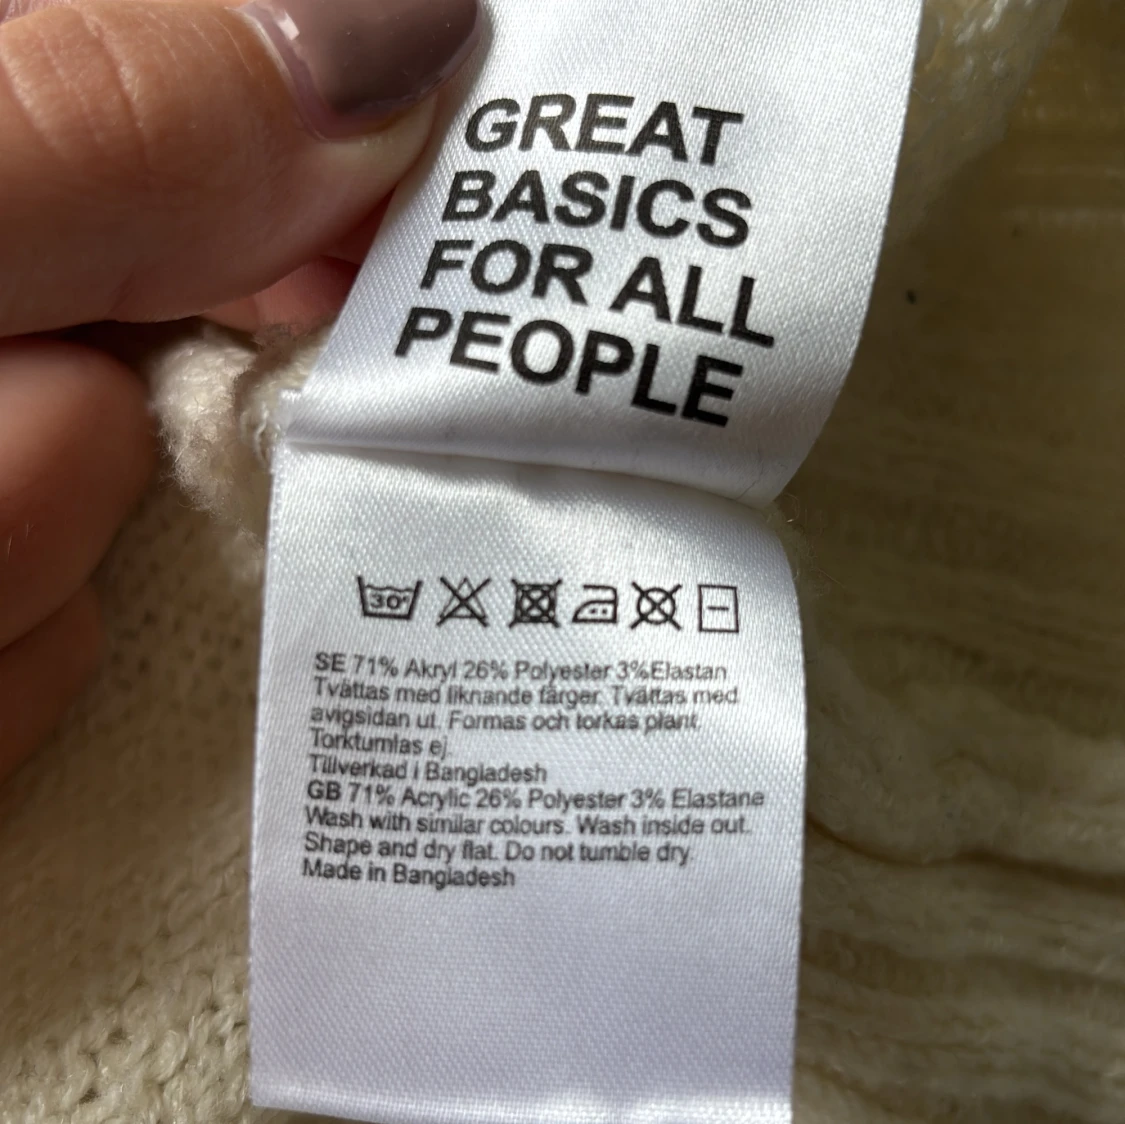 GREAT
BASICS
FOR ALL
PEOPLE
30°
SE 71% Akryl 26% Polyester 3%Elastan
Tvättas med liknande färger. Tvättas med
avigsidan ut. Formas och torkas plant.
Torktumlas ej.
Tillverkad i Bangladesh
GB 71% Acrylic 26% Polyester 3% Elastane
Wash with similar colours. Wash inside out.
Shape and dry flat. Do not tumble dry.
Made in Bangladesh